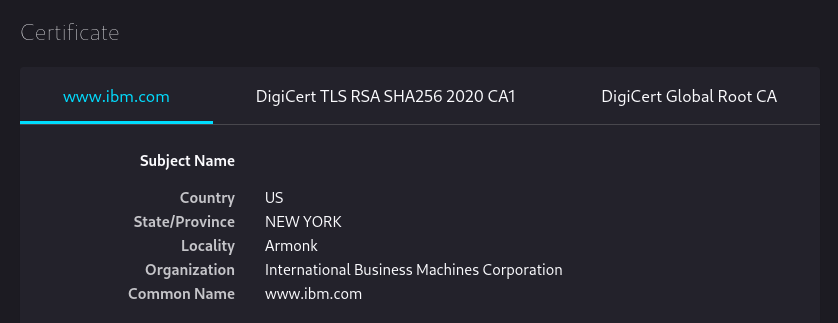 Certificate
www.ibm.com DigiCert TLS RSA SHA256 2020 CA1 DigiCert Global Root CA
Subject Name
Country US
State/Province NEW YORK
Locality Armonk
Organization International Business Machines Corporation
Common Name www.ibm.com